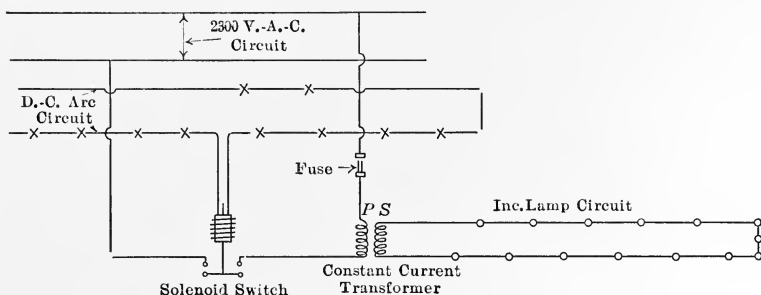 2300 V.-A.-C.
Circuit
D.-C. Arc
Circuit
Fuse
P S
Inc. Lamp Circuit
Constant Current
Transformer
Solenoid Switch